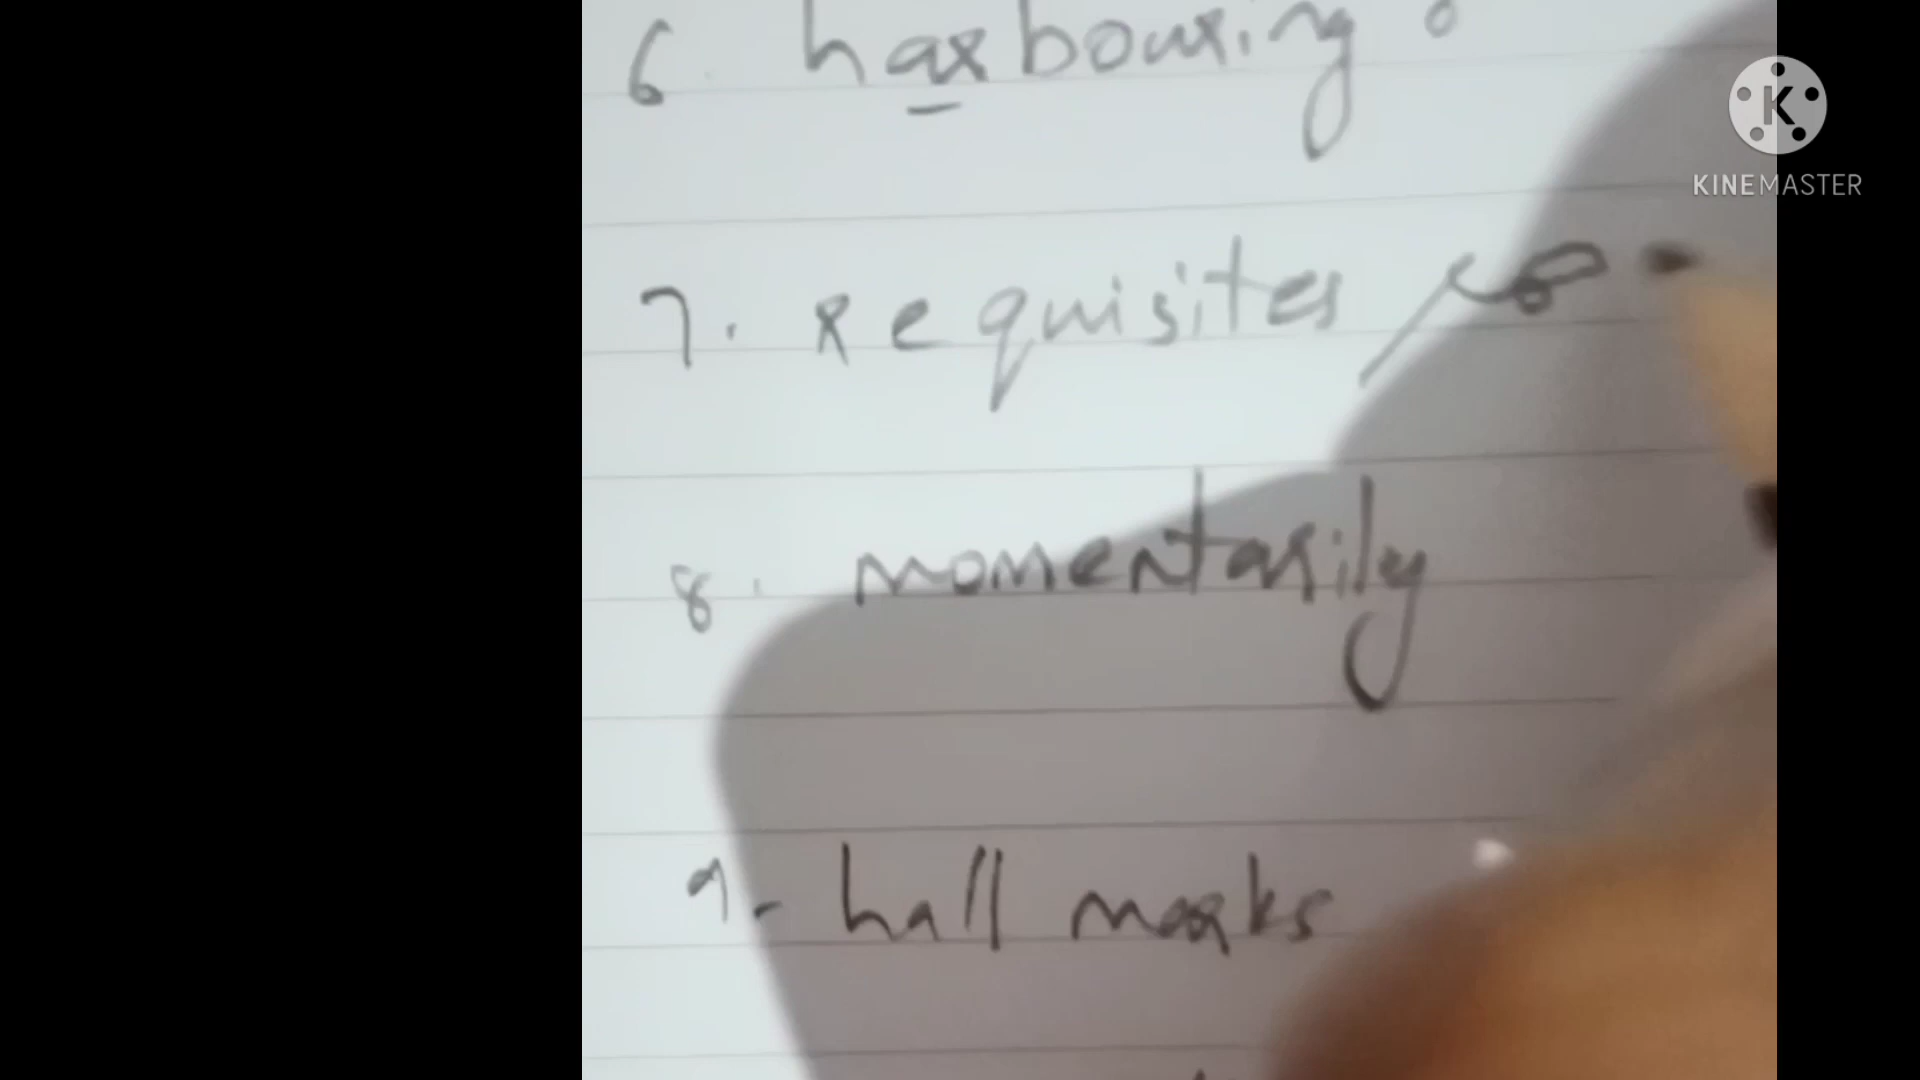 6. harbouring
7. requisites
8. momentarily
9. hall marks
KINEMASTER